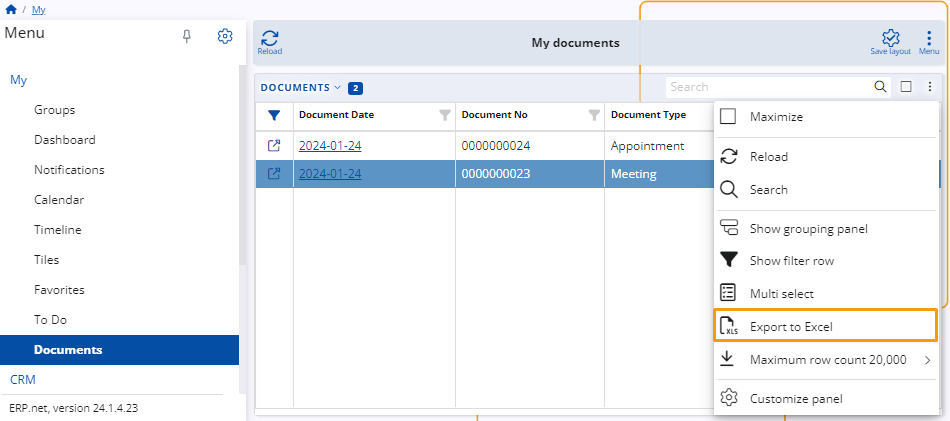 / My
Menu
My
Groups
Dashboard
Notifications
Calendar
Timeline
Tiles
Favorites
To Do
Documents
CRM
ERP.net, version 24.1.4.23
Reload
My documents
Save layout
Menu
DOCUMENTS 2
Search
Document Date Document No Document Type
2024-01-24 0000000024 Appointment
2024-01-24 0000000023 Meeting
Maximize
Reload
Search
Show grouping panel
Show filter row
Multi select
XLS Export to Excel
Maximum row count 20,000
Customize panel